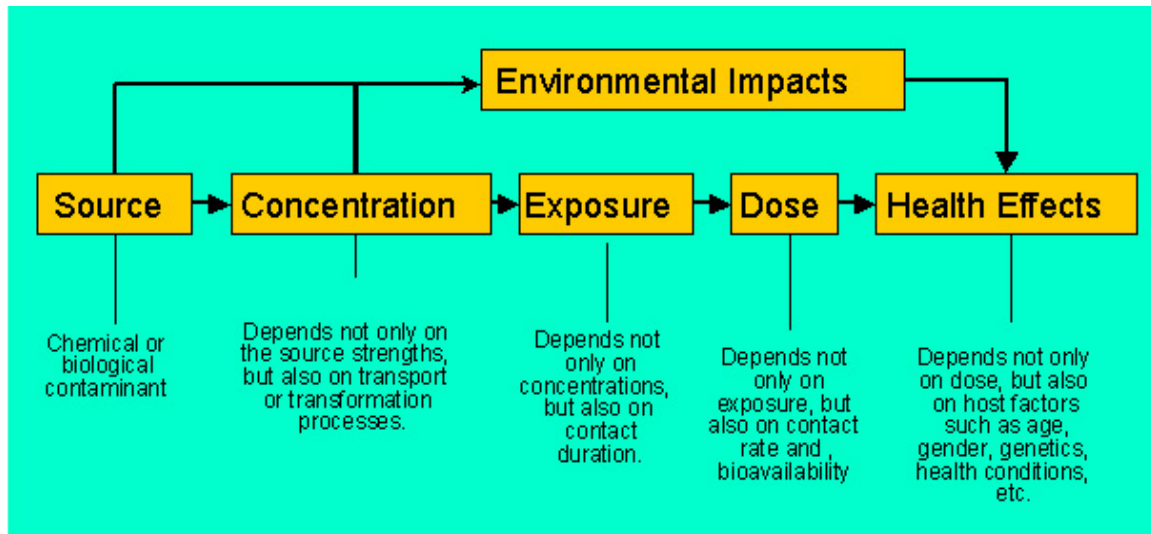 Environmental Impacts
Source
Concentration
Exposure
Dose
Health Effects
Chemical or
biological
contaminant
Depends not only on
the source strengths,
but also on transport
or transformation
processes.
Depends not
only on
concentrations,
but also on
contact
duration.
Depends not
only on
exposure, but
also on contact
rate and ,
bioavailability
Depends not only
on dose, but also
on host factors
such as age,
gender, genetics,
health conditions,
etc.